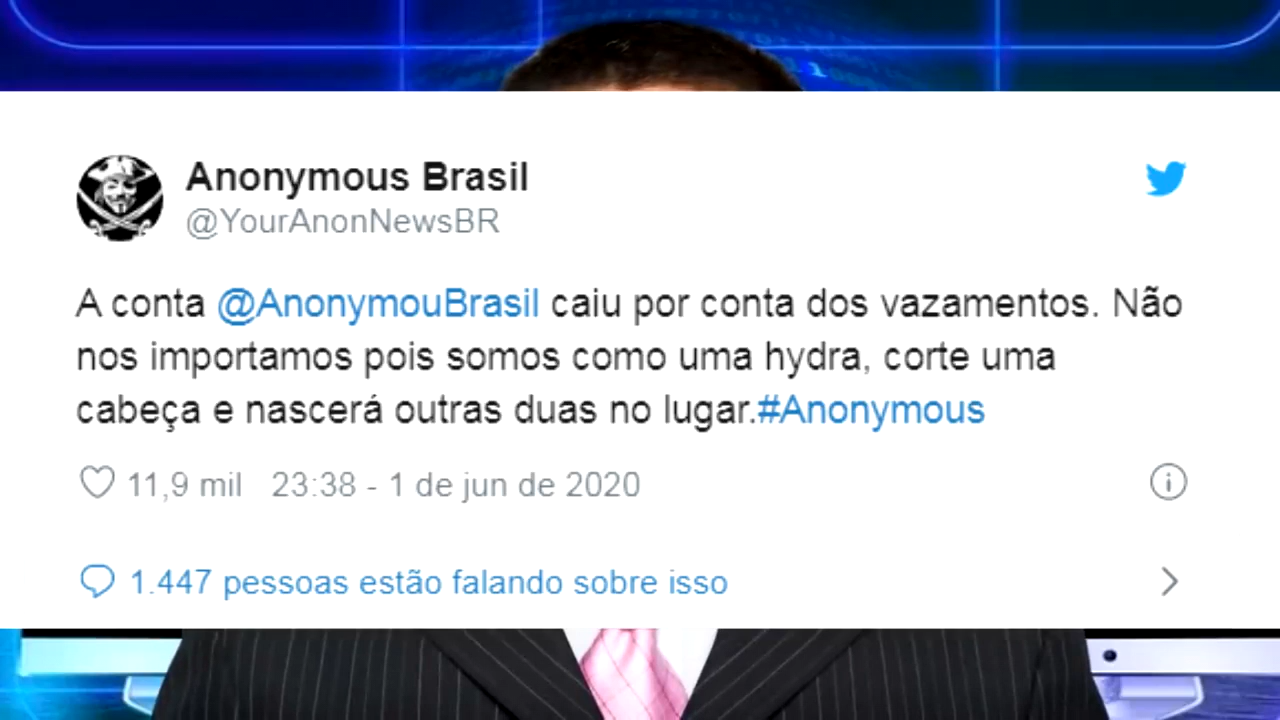 Anonymous Brasil
@YourAnonNewsBR
A conta @AnonymouBrasil caiu por conta dos vazamentos. Não
nos importamos pois somos como uma hydra, corte uma
cabeça e nascerá outras duas no lugar.#Anonymous
11,9 mil 23:38 - 1 de jun de 2020
1.447 pessoas estão falando sobre isso